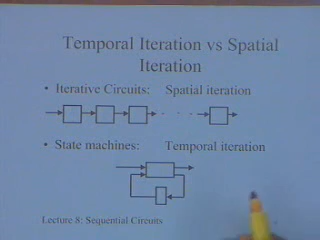 Temporal Iteration vs Spatial
Iteration
• Iterative Circuits: Spatial iteration
• State machines: Temporal iteration
Lecture 8: Sequential Circuits